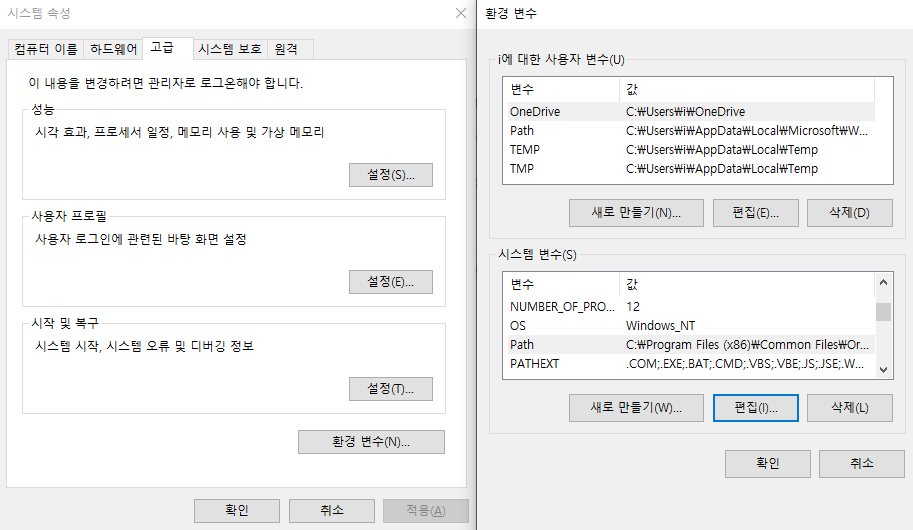 시스템 속성
컴퓨터 이름 하드웨어 고급 시스템 보호 원격
이 내용을 변경하려면 관리자로 로그온해야 합니다.
성능
시각 효과, 프로세서 일정, 메모리 사용 및 가상 메모리
설정(S)...
사용자 프로필
사용자 로그인에 관련된 바탕 화면 설정
설정(E)...
시작 및 복구
시스템 시작, 시스템 오류 및 디버깅 정보
설정(T)...
환경 변수(N)...
확인 취소 적용(A)
환경 변수
i에 대한 사용자 변수(U)
변수 값
OneDrive C:₩Users₩i₩OneDrive
Path C:₩Users₩i₩AppData₩Local₩Microsoft₩W...
TEMP C:₩Users₩i₩AppData₩Local₩Temp
TMP C:₩Users₩i₩AppData₩Local₩Temp
새로 만들기(N)... 편집(E)... 삭제(D)
시스템 변수(S)
변수 값
NUMBER_OF_PRO... 12
OS Windows_NT
Path C:₩Program Files (x86)₩Common Files₩Or...
PATHEXT .COM;.EXE;.BAT;.CMD;.VBS;.VBE;.JS;.JSE;.W...
새로 만들기(W)... 편집(I)... 삭제(L)
확인 취소